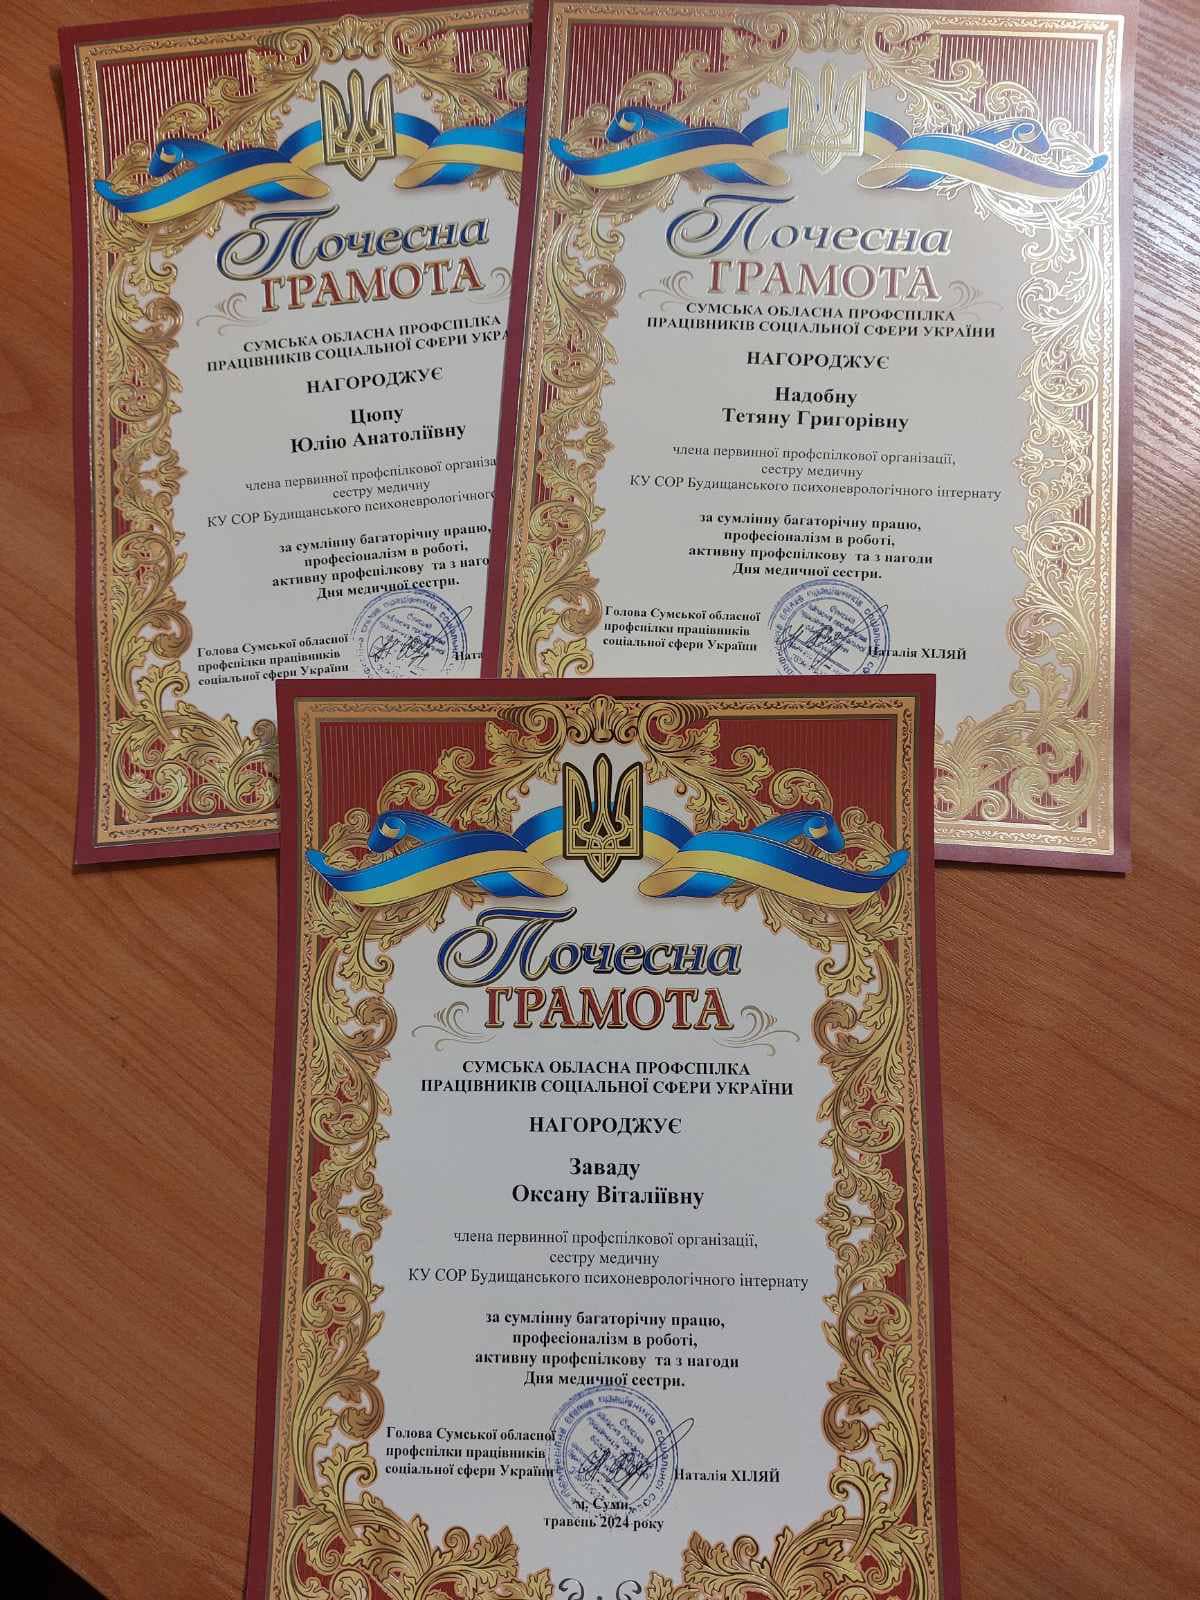 Почесна
ГРАМОТА
СУМСЬКА ОБЛАСНА ПРОФСПІЛКА
ПРАЦІВНИКІВ СОЦІАЛЬНОЇ СФЕРИ УКРА
НАГОРОДЖУЄ
Цюпу
Юлію Анатоліївну
члена первинної профспілкової організа
сестру медичну
КУ СОР Будищанського психоневрологічного
за сумлінну багаторічну працю,
професіоналізм в роботі,
активну профспілкову та з наго
Дня медичної сестри.
Голова Сумської обласної
профспілки працівників
соціальної сфери України
Ната
Почесна
ГРАМОТА
СУМСЬКА ОБЛАСНА ПРОФСПІЛКА
ПРАЦІВНИКІВ СОЦІАЛЬНОЇ СФЕРИ УКРАЇНИ
НАГОРОДЖУЄ
Надобну
Тетяну Григорівну
члена первинної профспілкової організації,
сестру медичну
КУ СОР Будищанського психоневрологічного інтернату
за сумлінну багаторічну працю,
професіоналізм в роботі,
активну профспілкову та з нагоди
Дня медичної сестри.
Голова Сумської обласної
профспілки працівників
соціальної сфери України
Наталія ХІЛЯЙ
Почесна
ГРАМОТА
СУМСЬКА ОБЛАСНА ПРОФСПІЛКА
ПРАЦІВНИКІВ СОЦІАЛЬНОЇ СФЕРИ УКРАЇНИ
НАГОРОДЖУЄ
Заваду
Оксану Віталіївну
члена первинної профспілкової організації,
сестру медичну
КУ СОР Будищанського психоневрологічного інтернату
за сумлінну багаторічну працю,
професіоналізм в роботі,
активну профспілкову та з нагоди
Дня медичної сестри.
Голова Сумської обласної
профспілки працівників
соціальної сфери України
Наталія ХІЛЯЙ
м. Суми,
травень 2024 року